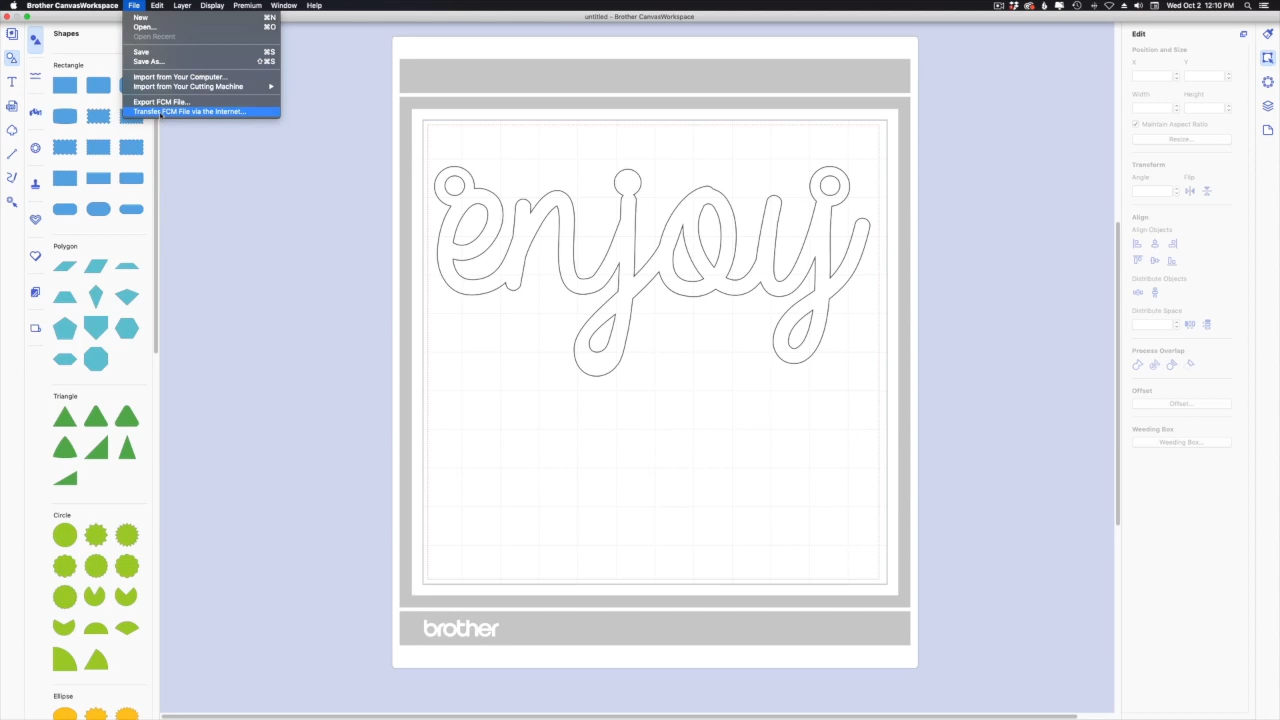 Brother CanvasWorkspace File Edit Layer Display Premium Window Help Wed Oct 2 12:10 PM
untitled - Brother CanvasWorkspace
New ⌘N
Open... ⌘O
Open Recent
Save ⌘S
Save As... ⇧⌘S
Import from Your Computer...
Import from Your Cutting Machine
Export FCM File...
Transfer FCM File via the Internet...
Shapes
Rectangle
Polygon
Triangle
Circle
Ellipse
enjoy
brother
Edit
Position and Size
X Y
Width Height
Maintain Aspect Ratio
Resize...
Transform
Angle Flip
Align
Align Objects
Distribute Objects
Distribute Space
Process Overlap
Offset
Offset...
Weeding Box
Weeding Box...